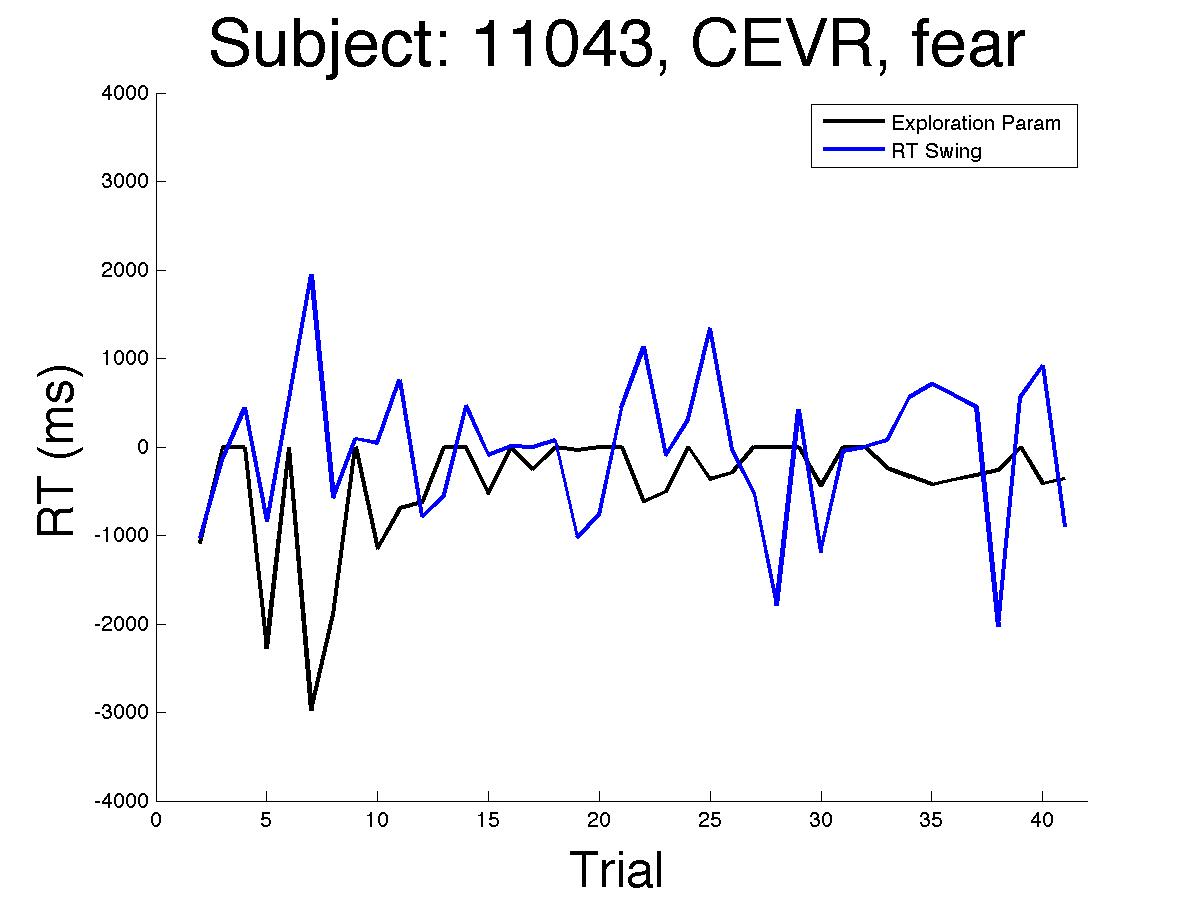 Subject: 11043, CEVR, fear
Exploration Param
RT Swing
4000
3000
2000
1000
0
-1000
-2000
-3000
-4000
RT (ms)
0 5 10 15 20 25 30 35 40
Trial